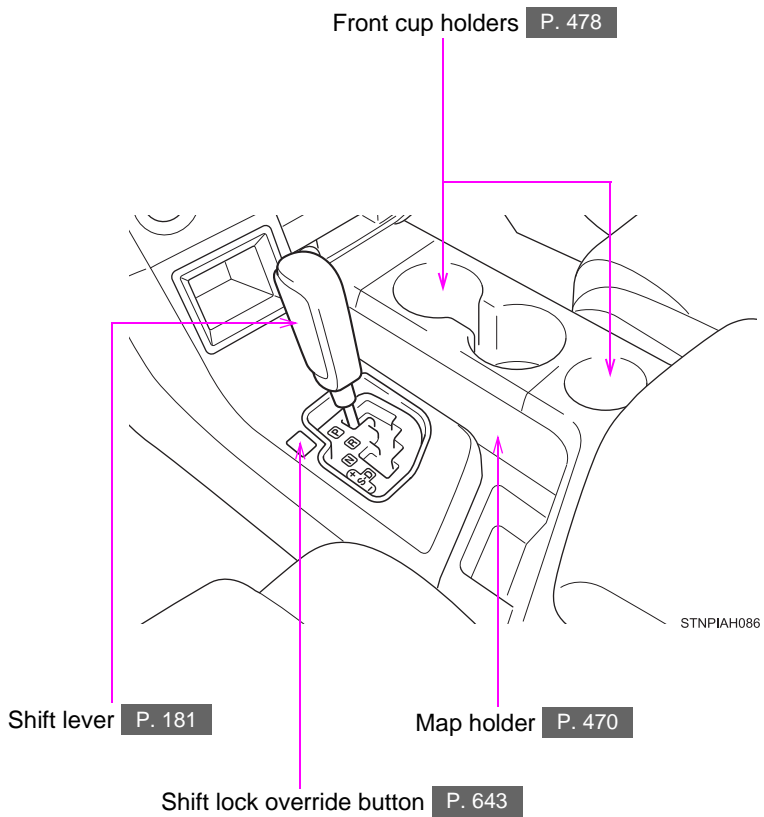 Front cup holders P. 478
P
R
N
+ D
S
−
STNPIAH086
Shift lever P. 181
Map holder P. 470
Shift lock override button P. 643